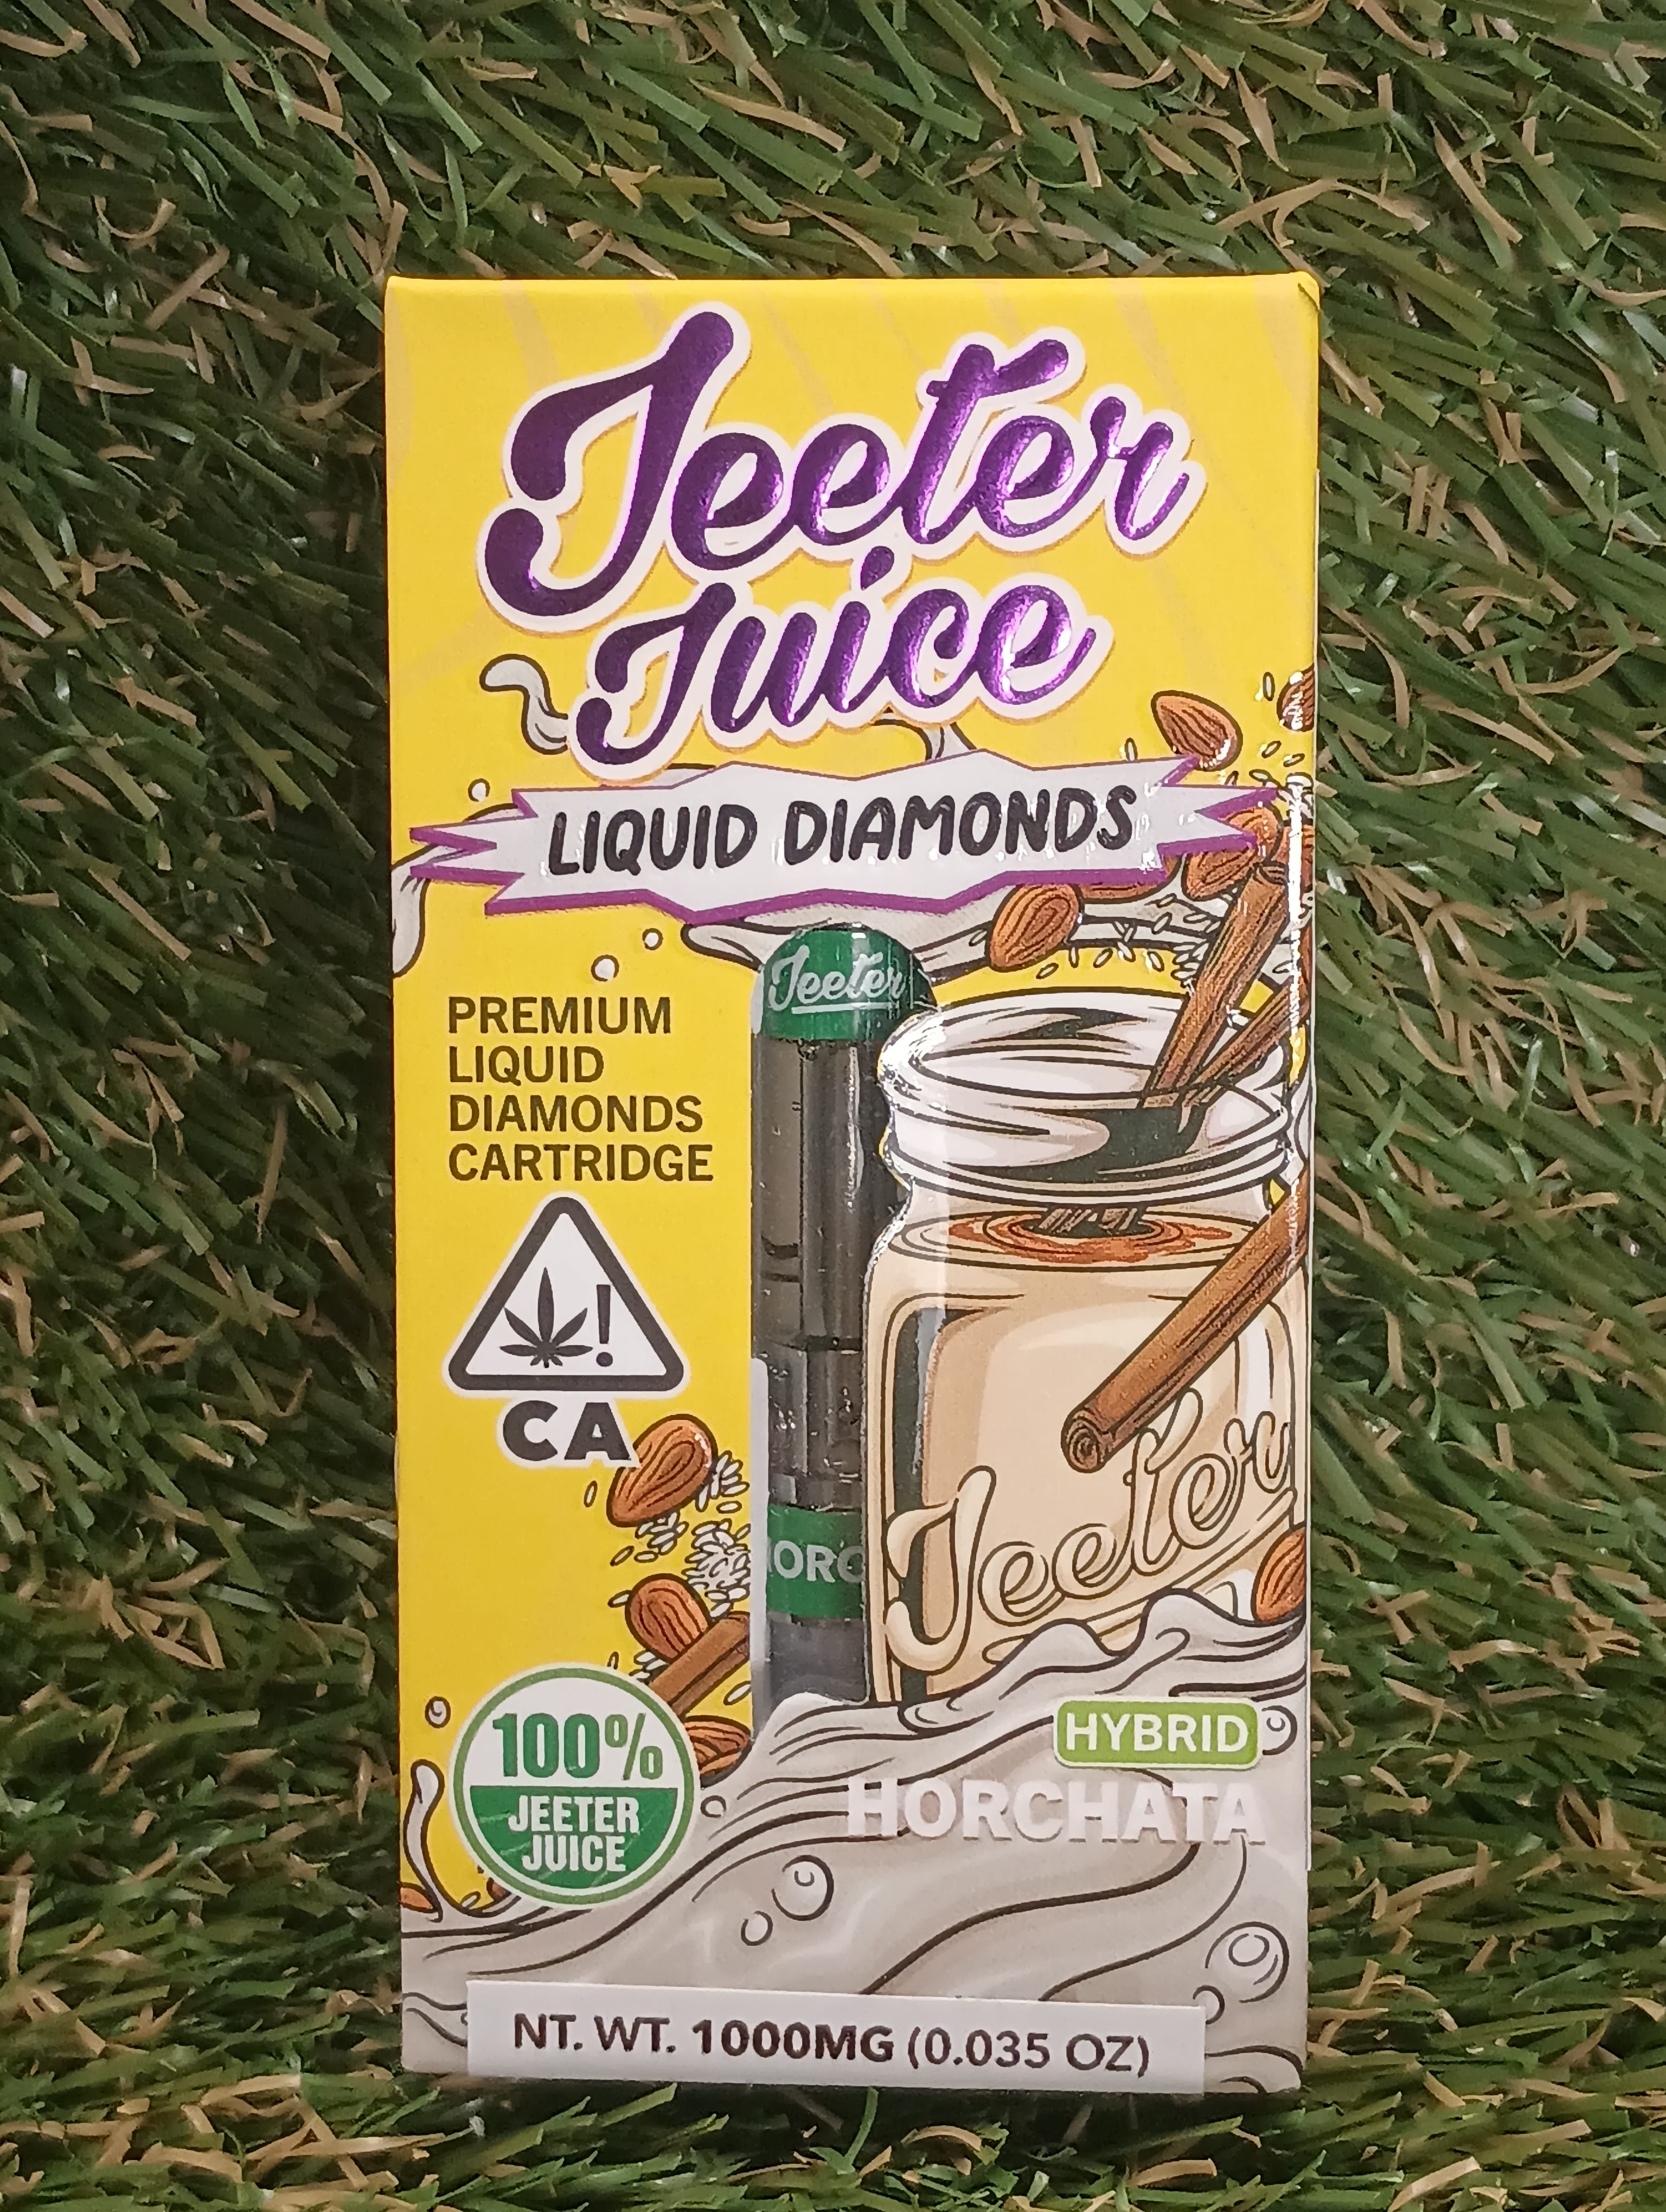 Jeeter
Juice
LIQUID DIAMONDS
Jeeter
PREMIUM
LIQUID
DIAMONDS
CARTRIDGE
CA
Jeeter
HYBRID
HORCHATA
100%
JEETER
JUICE
NT. WT. 1000MG (0.035 OZ)